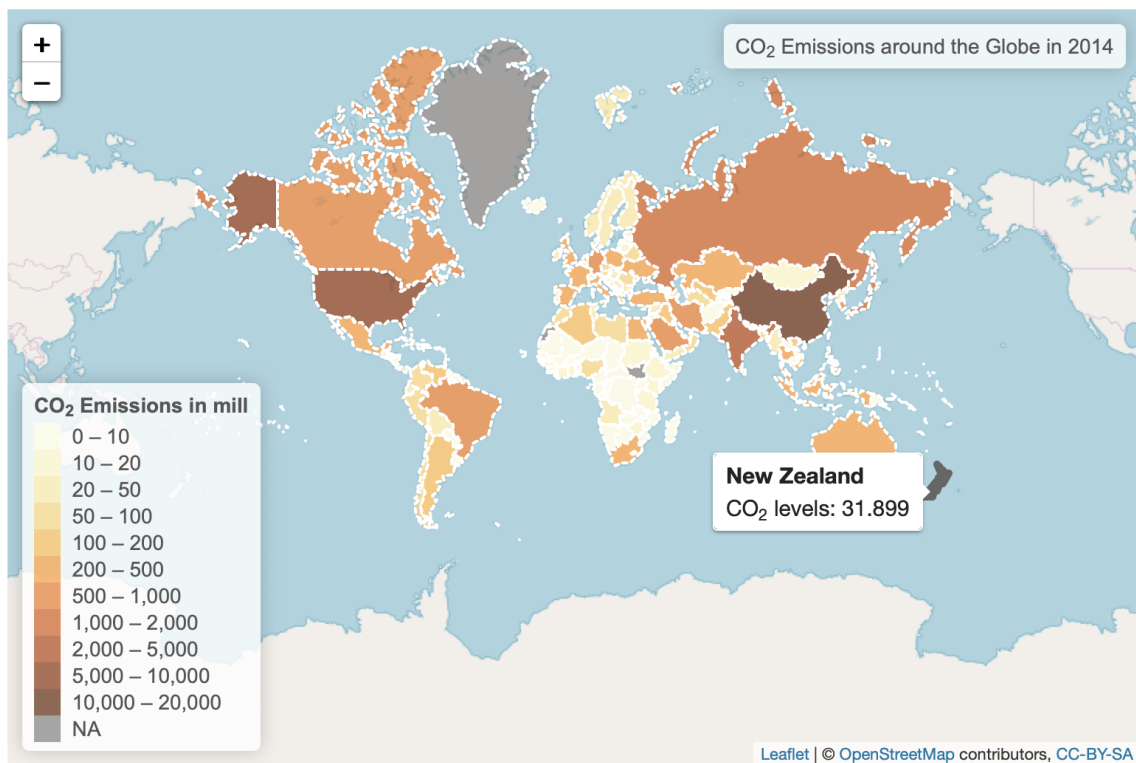 +
−
CO₂ Emissions around the Globe in 2014
New Zealand
CO₂ levels: 31.899
CO₂ Emissions in mill
0 – 10
10 – 20
20 – 50
50 – 100
100 – 200
200 – 500
500 – 1,000
1,000 – 2,000
2,000 – 5,000
5,000 – 10,000
10,000 – 20,000
NA
Leaflet | © OpenStreetMap contributors, CC-BY-SA